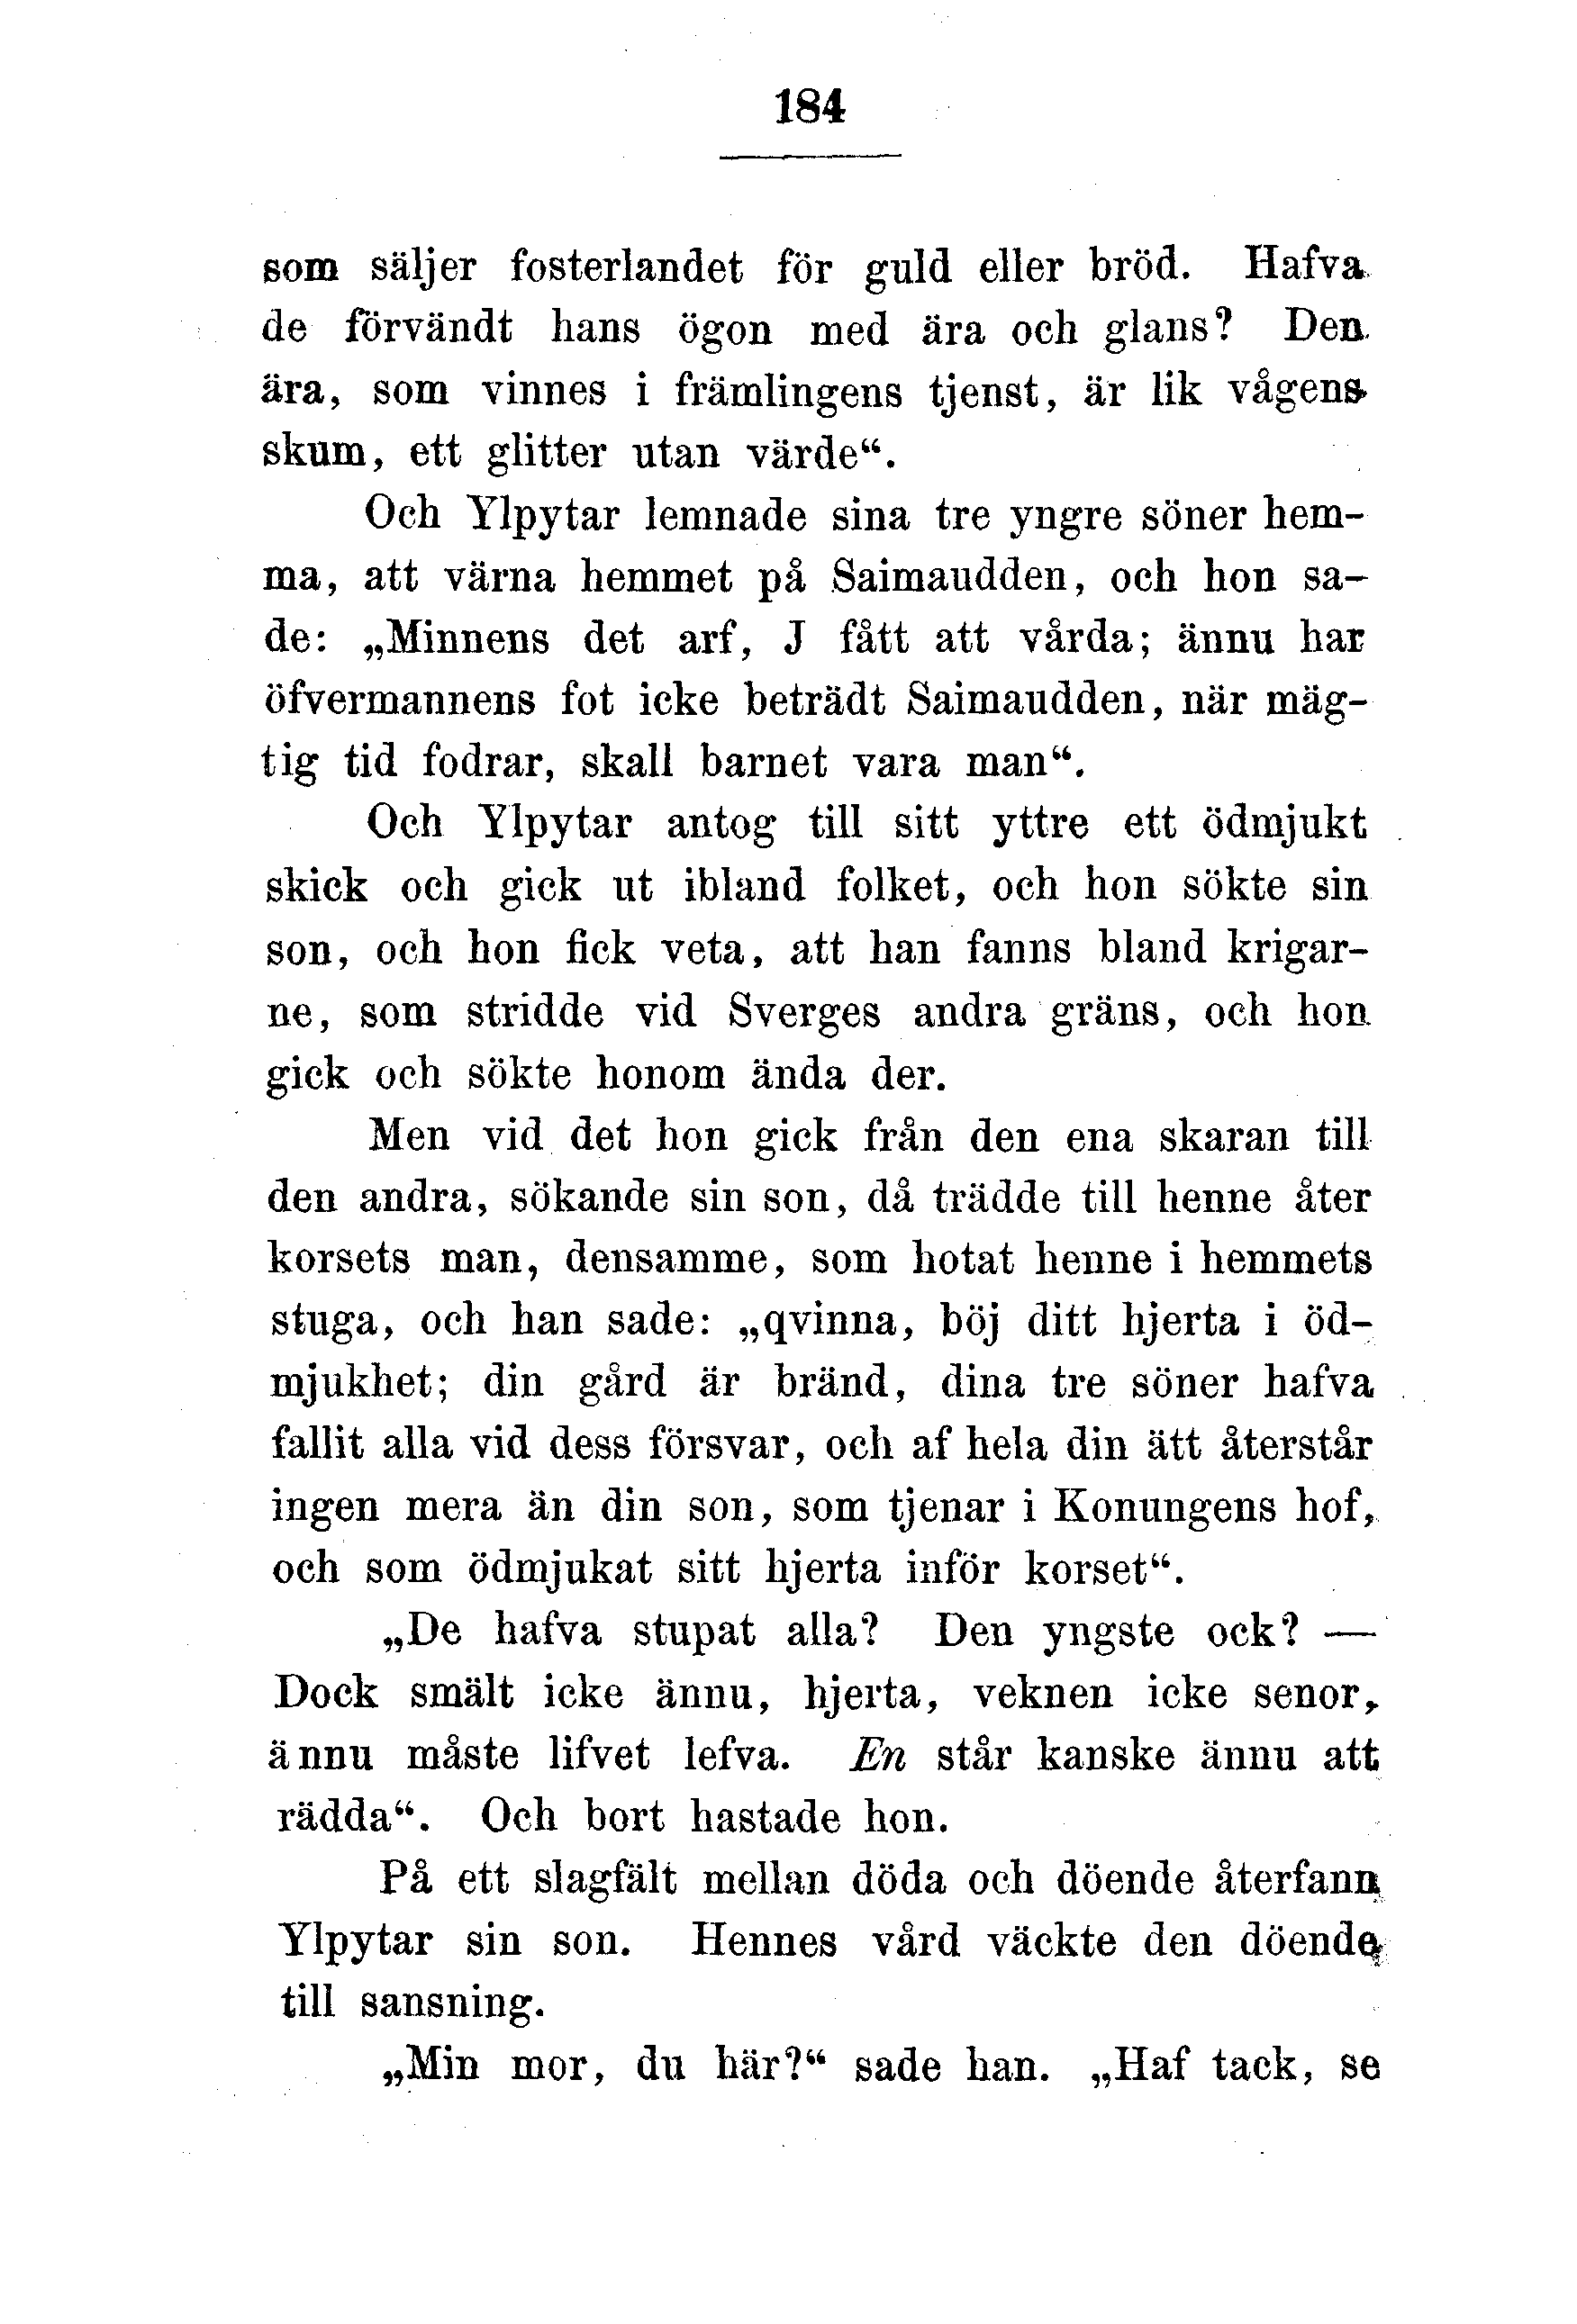 184
som säljer fosterlandet för guld eller bröd. Hafva
de förvändt hans ögon med ära och glans? Den
ära, som vinnes i främlingens tjenst, är lik vågens
skum, ett glitter utan värde“.
Och Ylpytar lemnade sina tre yngre söner hem-
ma, att värna hemmet på Saimaudden, och hon sa-
de: „Minnens det arf, J fått att vårda; ännu har
öfvermannens fot icke beträdt Saimaudden, när mäg-
tig tid fodrar, skall barnet vara man“.
Och Ylpytar antog till sitt yttre ett ödmjukt
skick och gick ut ibland folket, och hon sökte sin
son, och hon fick veta, att han fanns bland krigar-
ne, som stridde vid Sverges andra gräns, och hon
gick och sökte honom ända der.
Men vid det hon gick från den ena skaran till
den andra, sökande sin son, då trädde till henne åter
korsets man, densamme, som hotat henne i hemmets
stuga, och han sade: „qvinna, böj ditt hjerta i öd-
mjukhet; din gård är bränd, dina tre söner hafva
fallit alla vid dess försvar, och af hela din ätt återstår
ingen mera än din son, som tjenar i Konungens hof,
och som ödmjukat sitt hjerta inför korset“.
„De hafva stupat alla? Den yngste ock? —
Dock smält icke ännu, hjerta, veknen icke senor,
ännu måste lifvet lefva. En står kanske ännu att
rädda“. Och bort hastade hon.
På ett slagfält mellan döda och döende återfann
Ylpytar sin son. Hennes vård väckte den döende
till sansning.
„Min mor, du här?“ sade han. „Haf tack, se